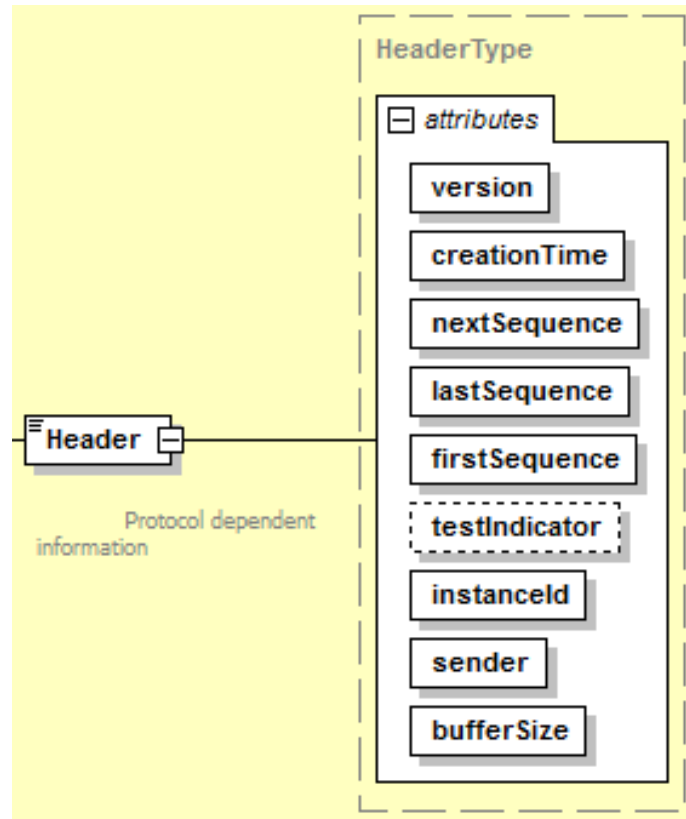 HeaderType
attributes
version
creationTime
nextSequence
lastSequence
Header
firstSequence
Protocol dependent
information
testIndicator
instanceId
sender
bufferSize